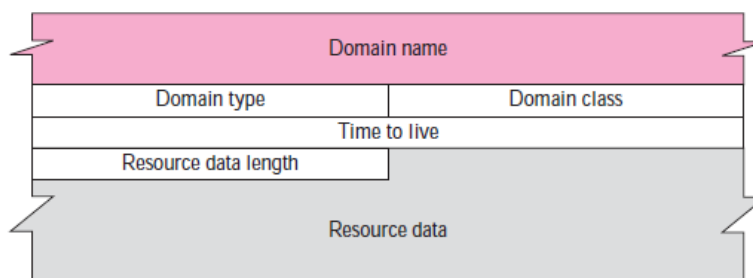 Domain name
Domain type Domain class
Time to live
Resource data length
Resource data